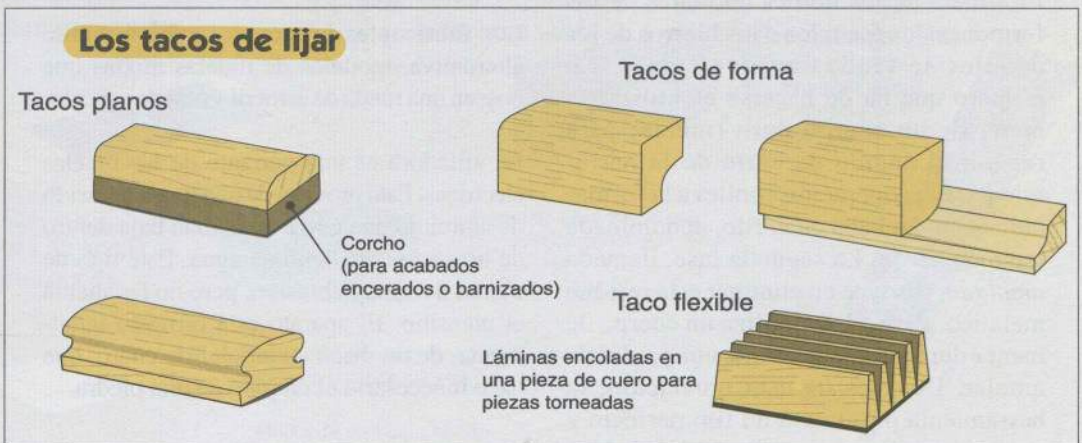 Los tacos de lijar
Tacos planos
Corcho
(para acabados
encerados o barnizados)
Tacos de forma
Taco flexible
Láminas encoladas en
una pieza de cuero para
piezas torneadas